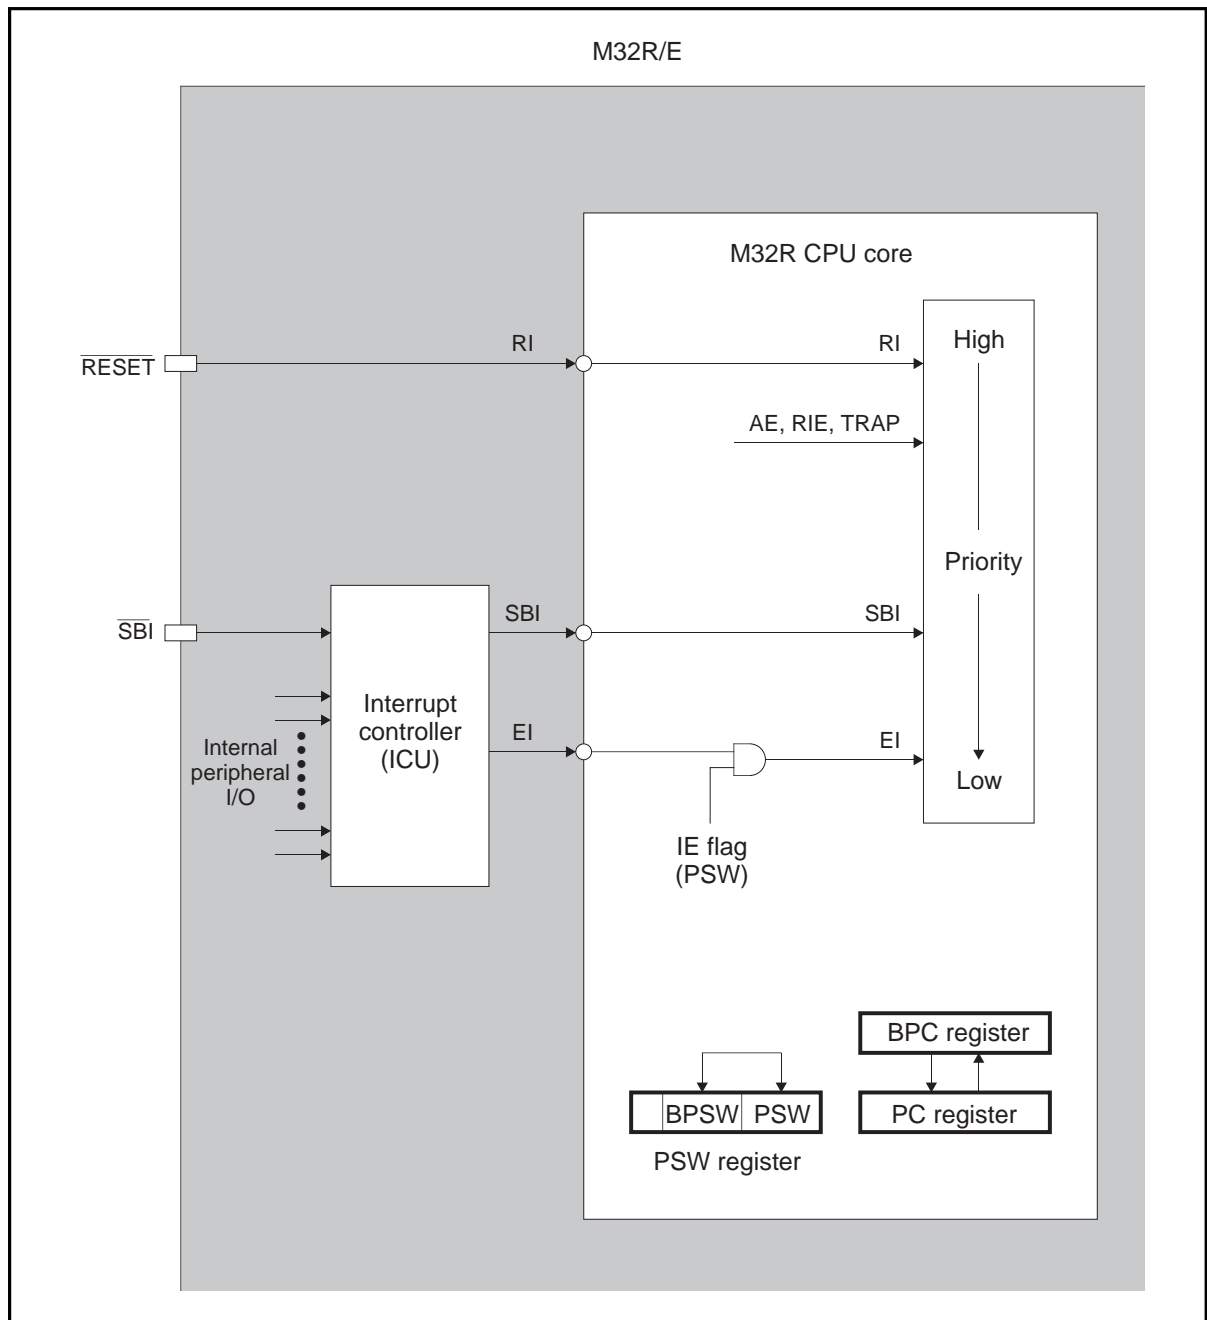 M32R/E
M32R CPU core
RI
RI
High
RESET
AE, RIE, TRAP
Priority
SBI
SBI
SBI
Interrupt
controller
(ICU)
EI
EI
Internal
peripheral
I/O
Low
IE flag
(PSW)
BPC register
BPSW
PSW
PC register
PSW register